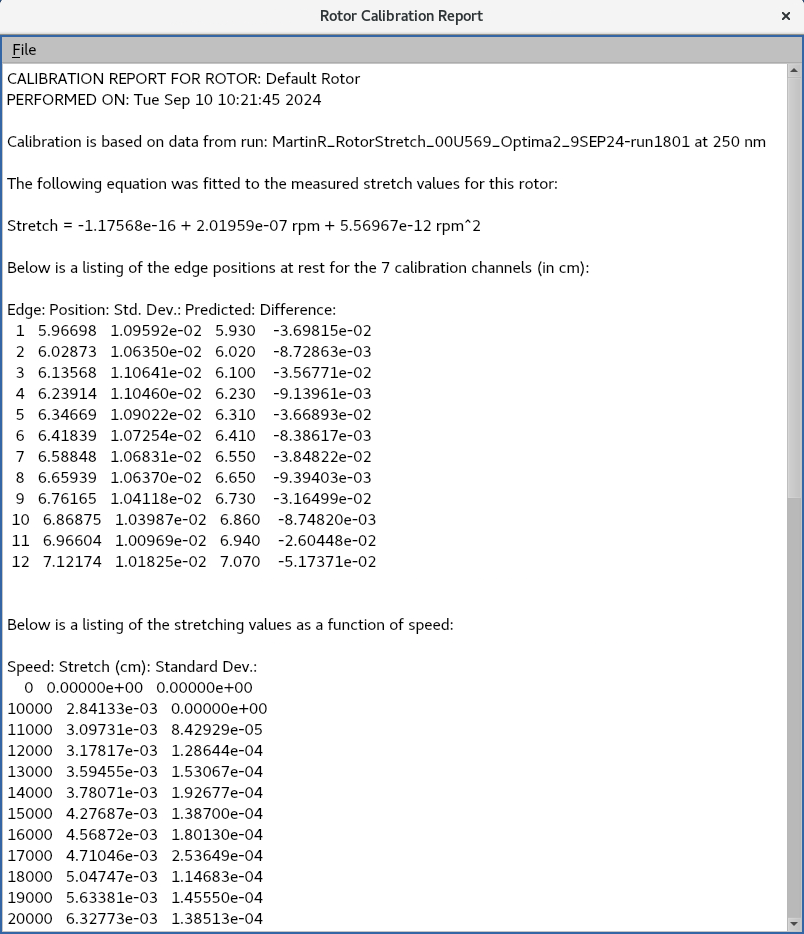 Rotor Calibration Report
File
CALIBRATION REPORT FOR ROTOR: Default Rotor
PERFORMED ON: Tue Sep 10 10:21:45 2024
Calibration is based on data from run: MartinR_RotorStretch_00U569_Optima2_9SEP24-run1801 at 250 nm
The following equation was fitted to the measured stretch values for this rotor:
Stretch = -1.17568e-16 + 2.01959e-07 rpm + 5.56967e-12 rpm^2
Below is a listing of the edge positions at rest for the 7 calibration channels (in cm):
Edge: Position: Std. Dev.: Predicted: Difference:
1 5.96698 1.09592e-02 5.930 -3.69815e-02
2 6.02873 1.06350e-02 6.020 -8.72863e-03
3 6.13568 1.10641e-02 6.100 -3.56771e-02
4 6.23914 1.10460e-02 6.230 -9.13961e-03
5 6.34669 1.09022e-02 6.310 -3.66893e-02
6 6.41839 1.07254e-02 6.410 -8.38617e-03
7 6.58848 1.06831e-02 6.550 -3.84822e-02
8 6.65939 1.06370e-02 6.650 -9.39403e-03
9 6.76165 1.04118e-02 6.730 -3.16499e-02
10 6.86875 1.03987e-02 6.860 -8.74820e-03
11 6.96604 1.00969e-02 6.940 -2.60448e-02
12 7.12174 1.01825e-02 7.070 -5.17371e-02
Below is a listing of the stretching values as a function of speed:
Speed: Stretch (cm): Standard Dev.:
0 0.00000e+00 0.00000e+00
10000 2.84133e-03 0.00000e+00
11000 3.09731e-03 8.42929e-05
12000 3.17817e-03 1.28644e-04
13000 3.59455e-03 1.53067e-04
14000 3.78071e-03 1.92677e-04
15000 4.27687e-03 1.38700e-04
16000 4.56872e-03 1.80130e-04
17000 4.71046e-03 2.53649e-04
18000 5.04747e-03 1.14683e-04
19000 5.63381e-03 1.45550e-04
20000 6.32773e-03 1.38513e-04